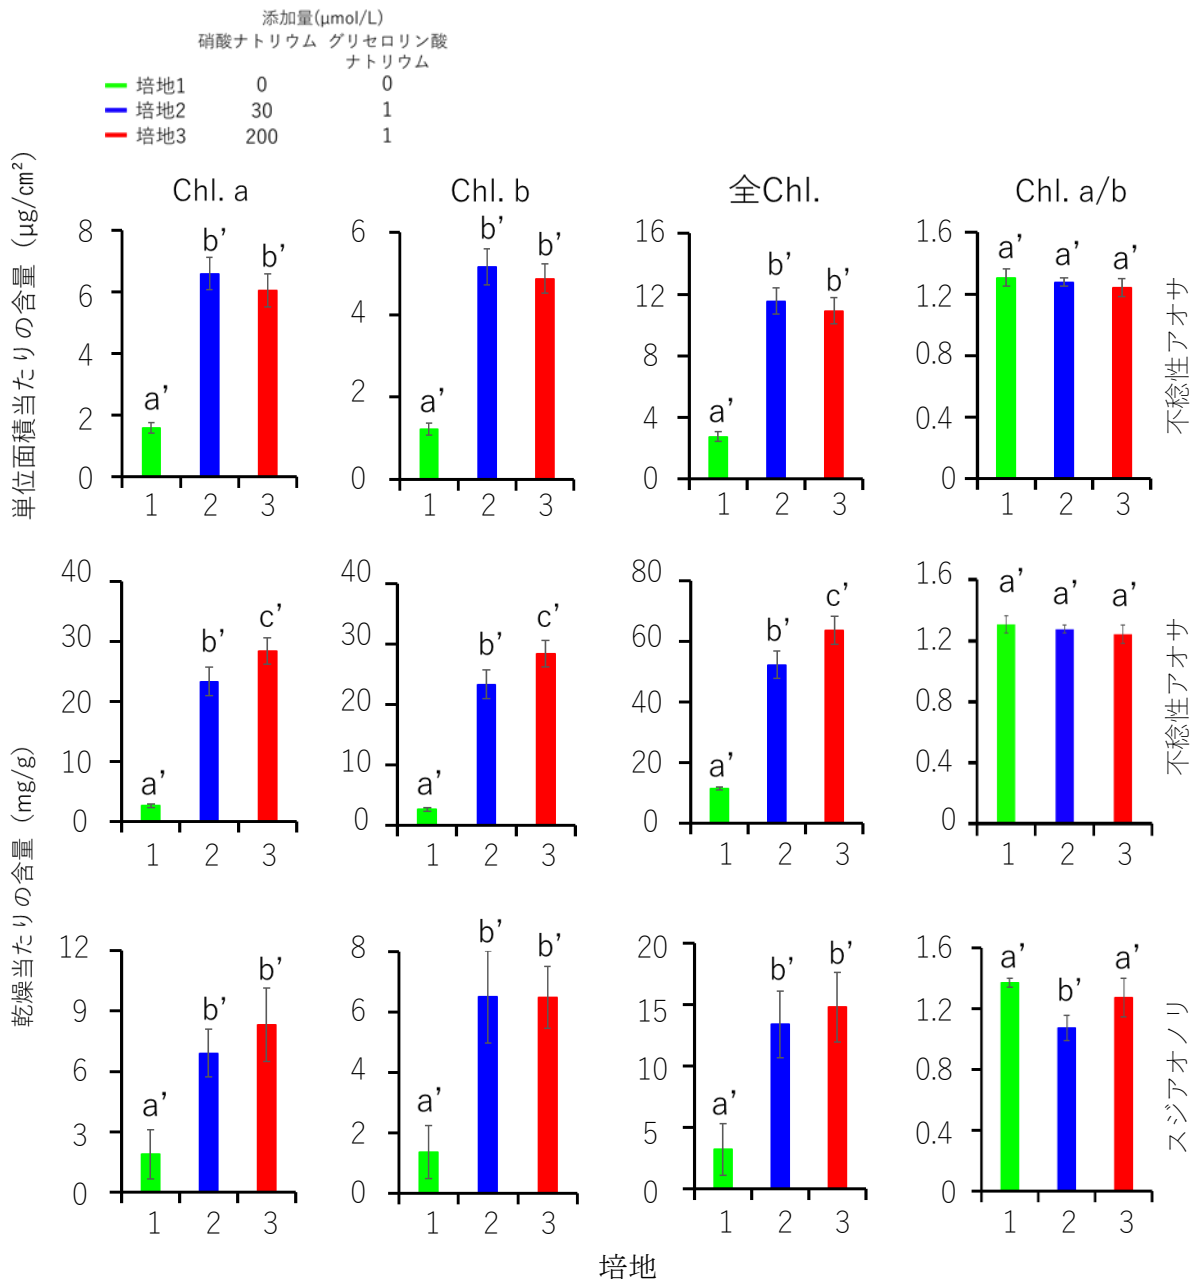 添加量(μmol/L)
硝酸ナトリウム グリセロリン酸
ナトリウム
培地1 0 0
培地2 30 1
培地3 200 1
単位面積当たりの含量（μg/cm²）
Chl. a Chl. b 全Chl. Chl. a/b
8
6
4
2
0
a’ b’ b’
1 2 3
6
4
2
0
a’ b’ b’
1 2 3
16
12
8
4
0
a’ b’ b’
1 2 3
1.6
1.2
0.8
0.4
0
a’ a’ a’
1 2 3
不稔性アオサ
乾燥当たりの含量（mg/g）
40
30
20
10
0
a’ b’ c’
1 2 3
40
30
20
10
0
a’ b’ c’
1 2 3
80
60
40
20
0
a’ b’ c’
1 2 3
1.6
1.2
0.8
0.4
0
a’ a’ a’
1 2 3
不稔性アオサ
12
9
6
3
0
a’ b’ b’
1 2 3
8
6
4
2
0
a’ b’ b’
1 2 3
20
15
10
5
0
a’ b’ b’
1 2 3
1.6
1.2
0.8
0.4
0
a’ b’ a’
1 2 3
スジアオノリ
培地